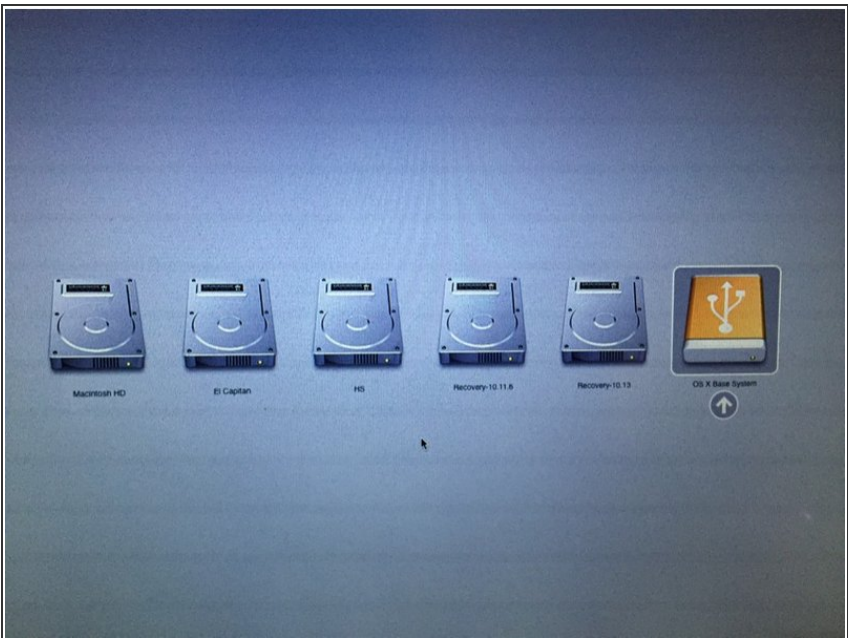 Macintosh HD
El Capitan
HS
Recovery-10.11.6
Recovery-10.13
OS X Base System